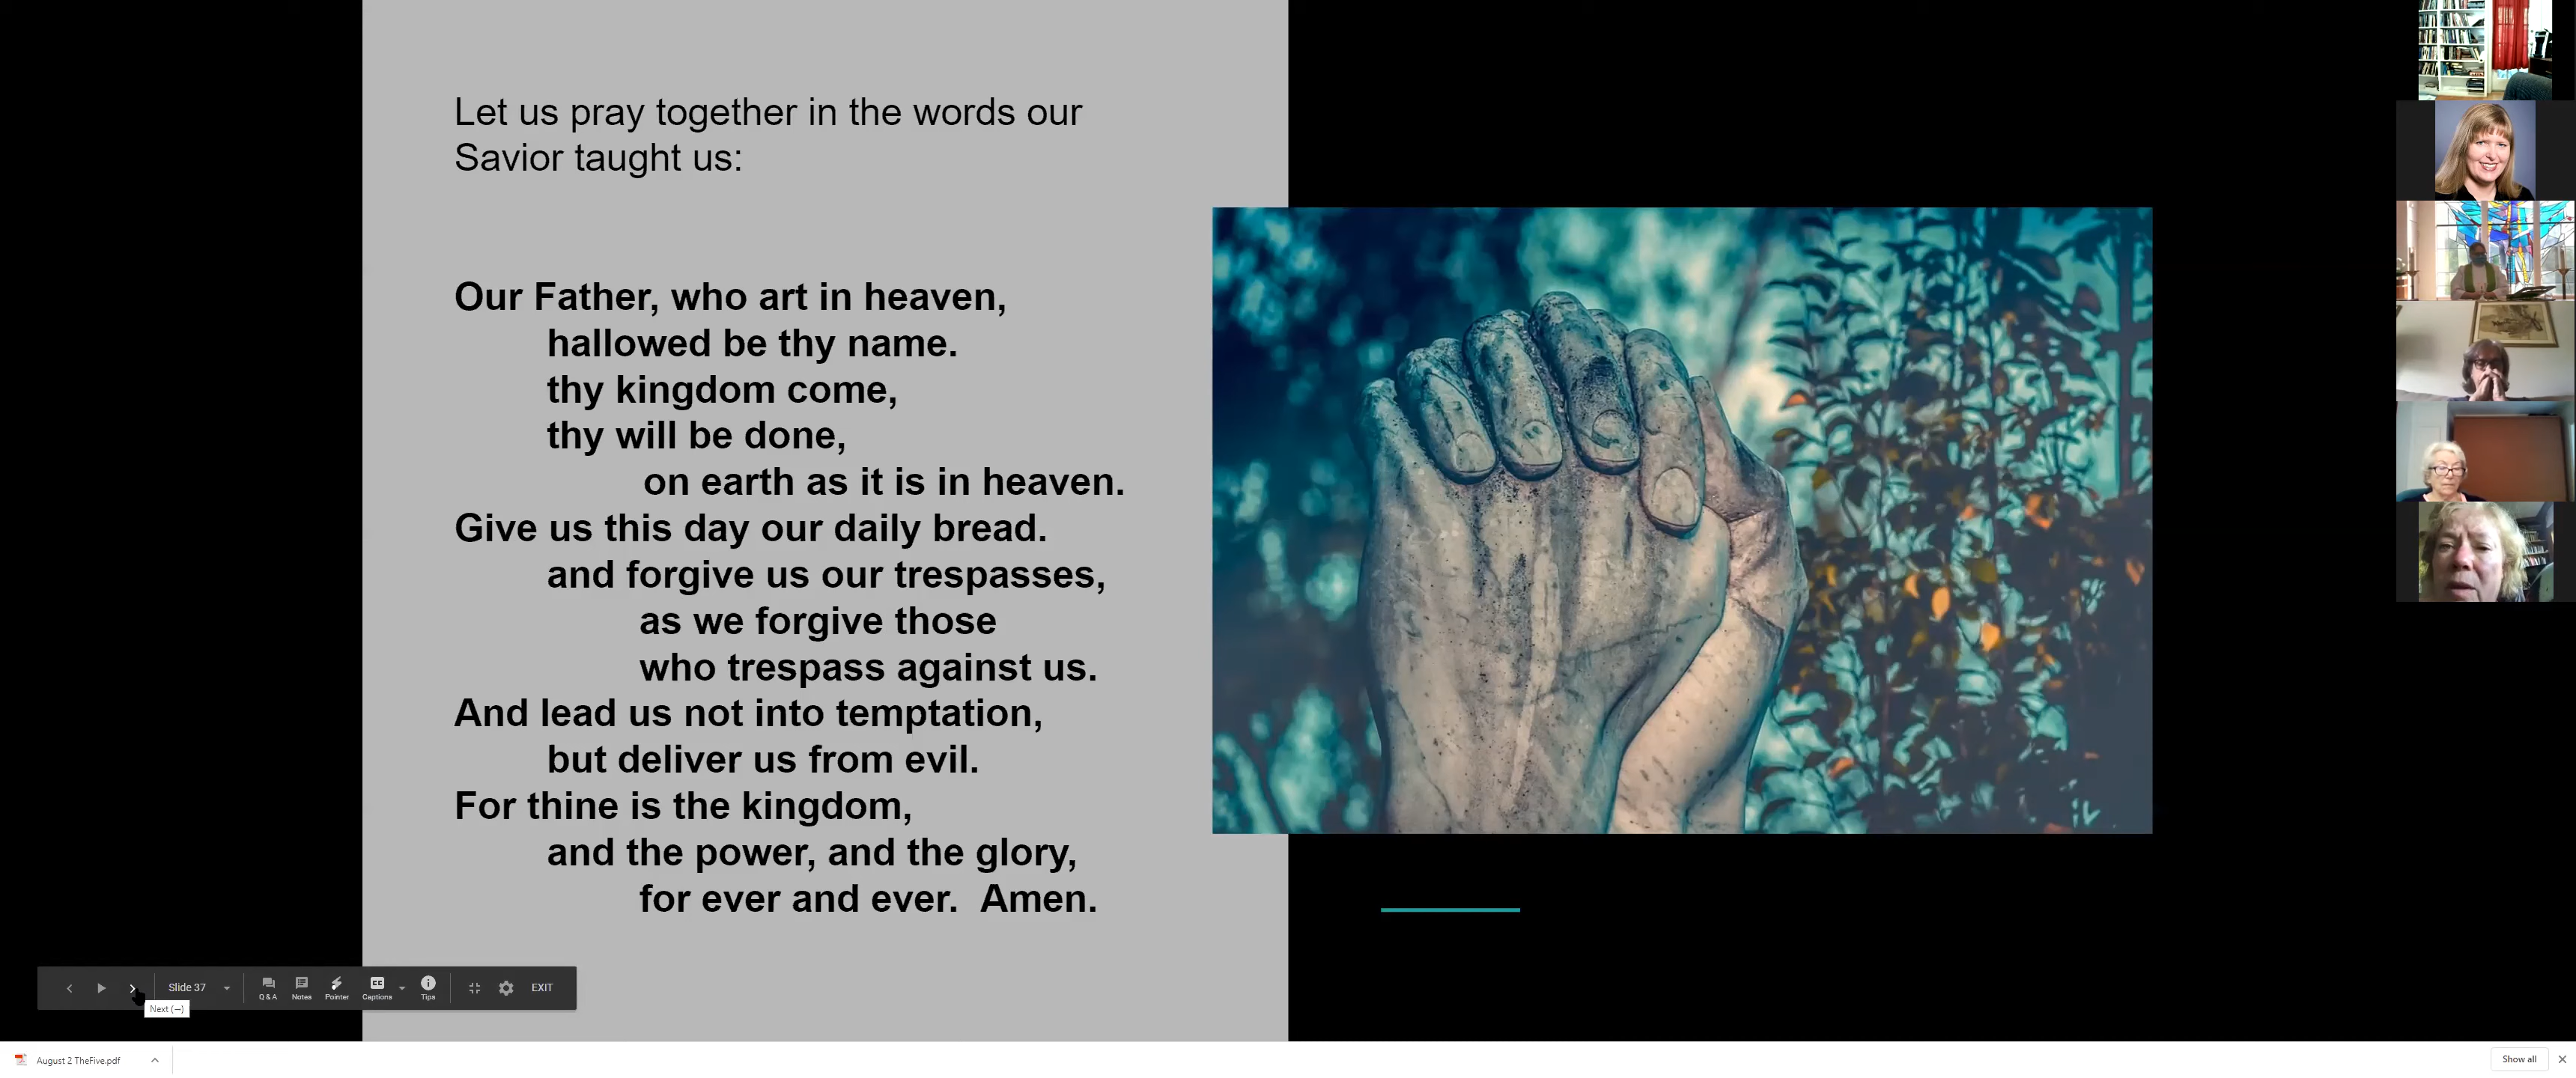 Let us pray together in the words our
Savior taught us:
Our Father, who art in heaven,
hallowed be thy name.
thy kingdom come,
thy will be done,
on earth as it is in heaven.
Give us this day our daily bread.
and forgive us our trespasses,
as we forgive those
who trespass against us.
And lead us not into temptation,
but deliver us from evil.
For thine is the kingdom,
and the power, and the glory,
for ever and ever.  Amen.
Slide 37
Q & A
Notes
Pointer
CC
Captions
Tips
EXIT
Next (→)
August 2 TheFive.pdf
Show all